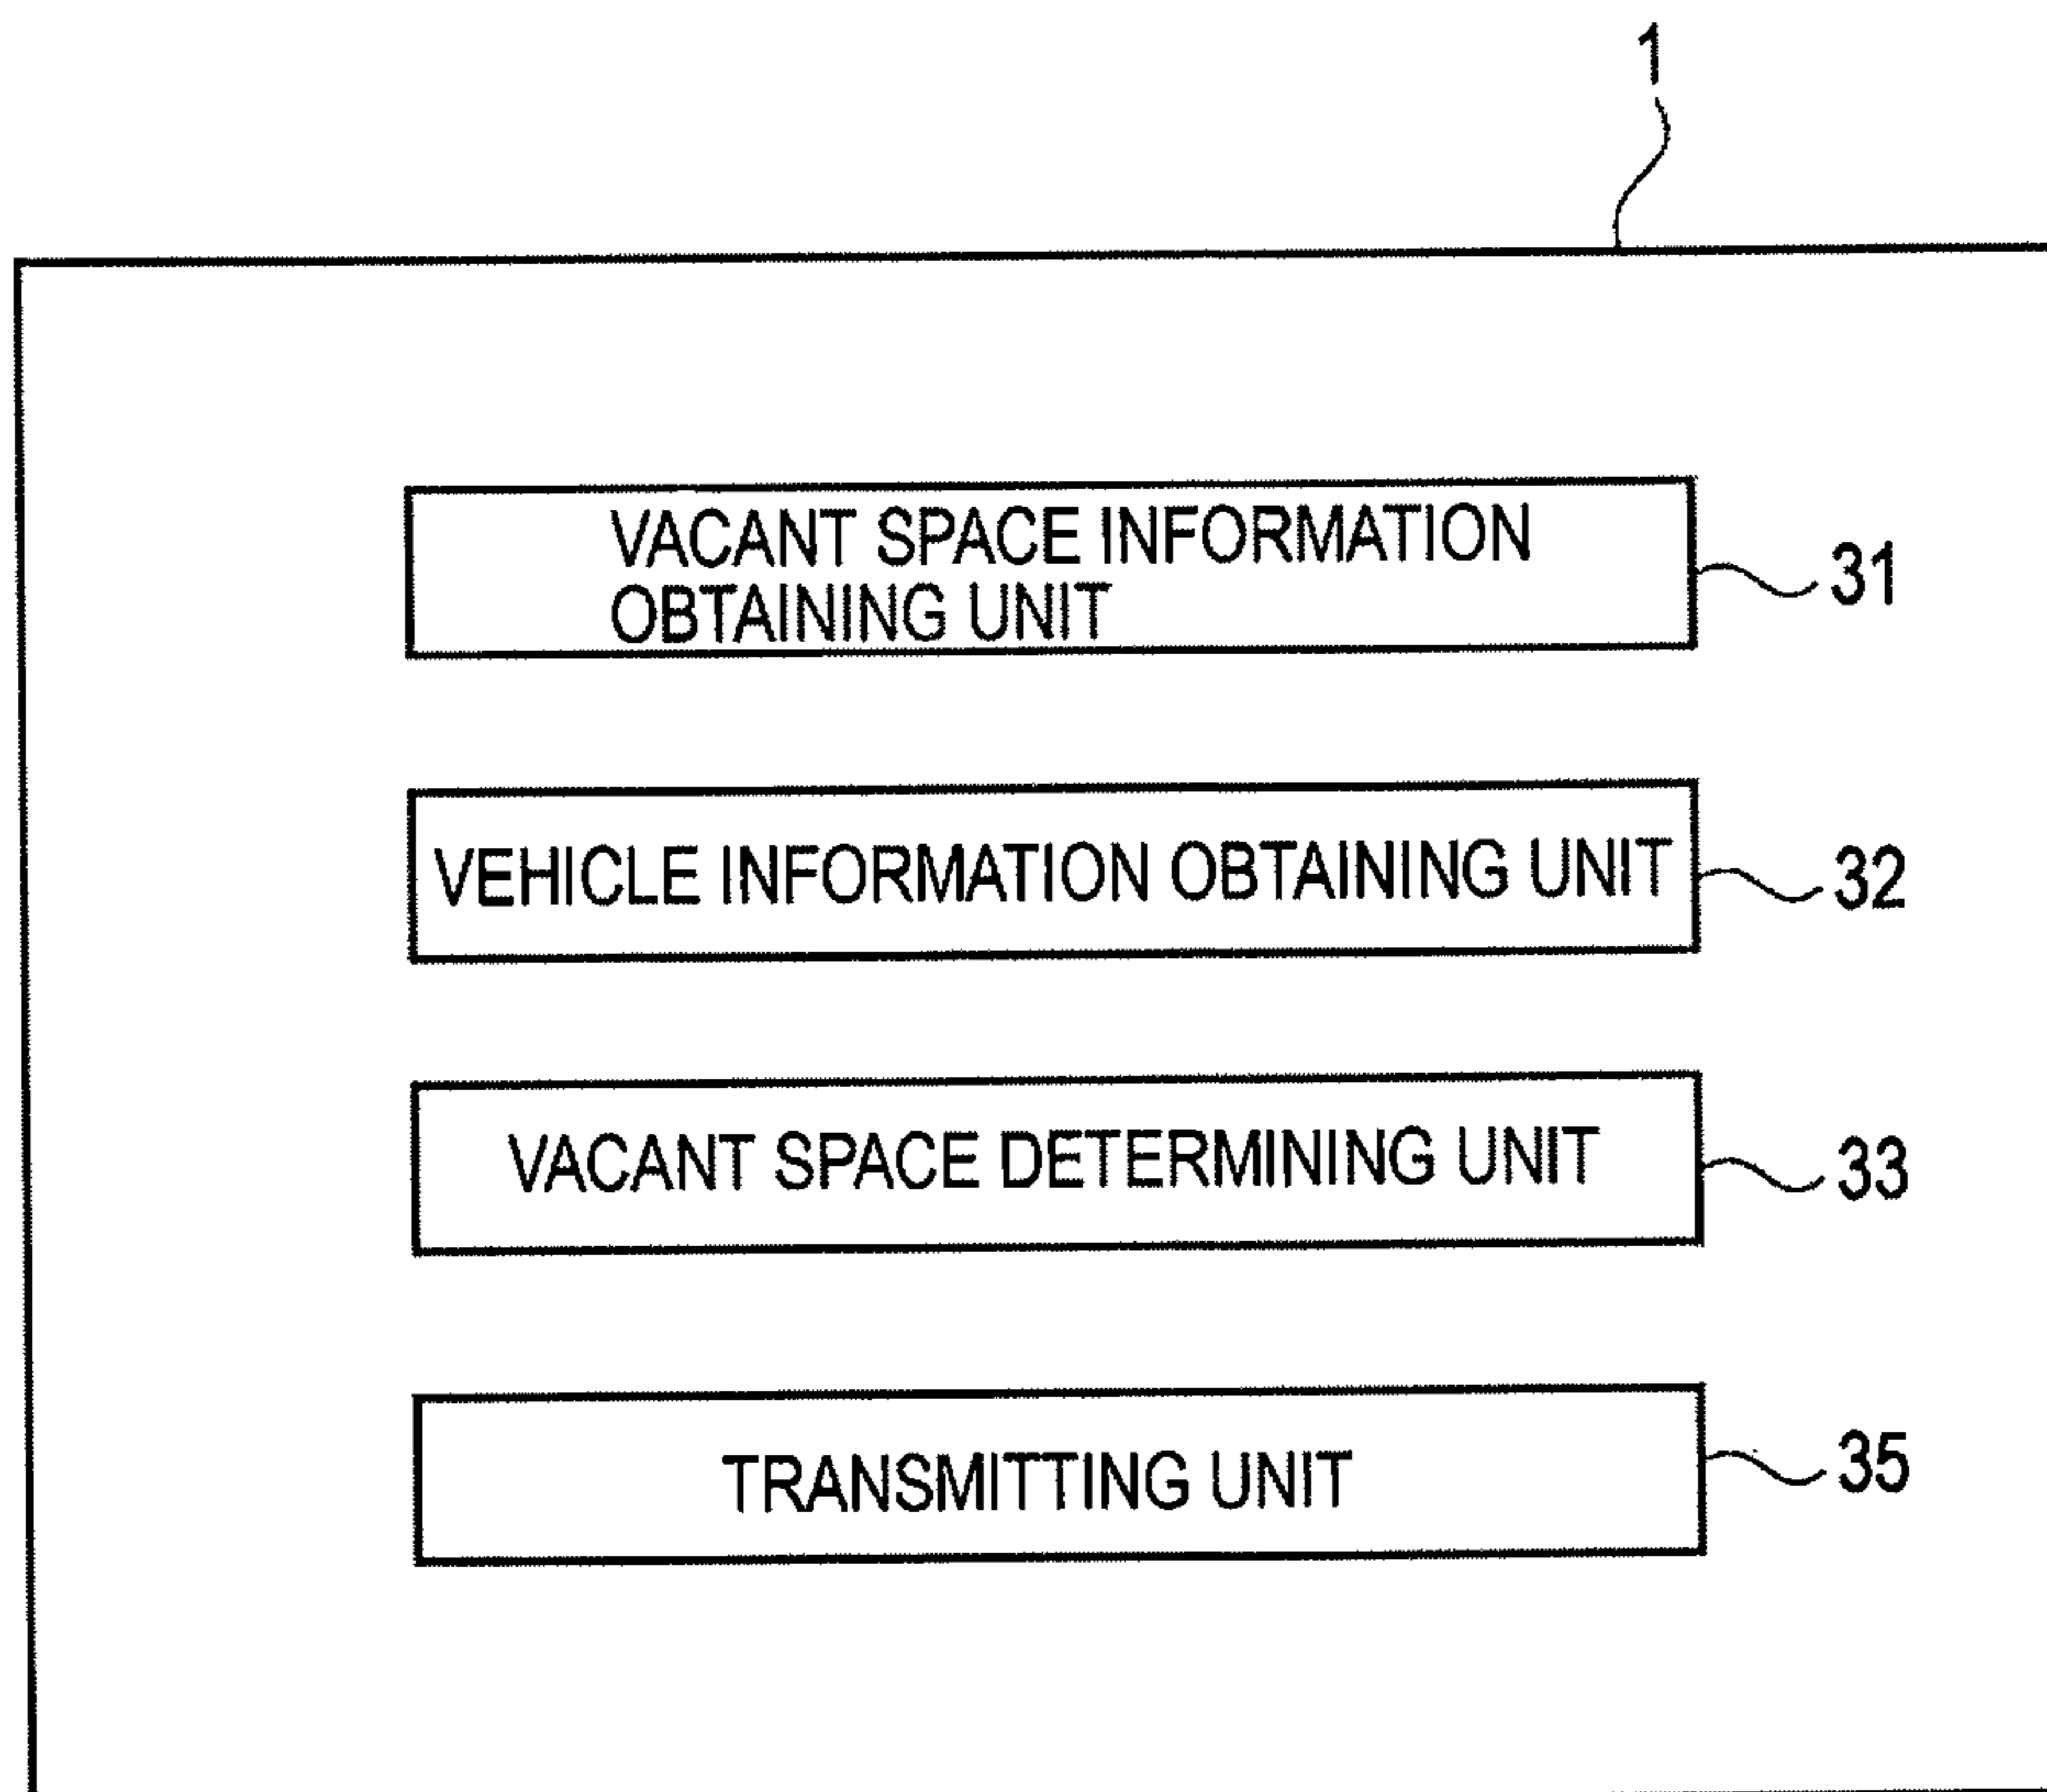 1
VACANT SPACE INFORMATION
OBTAINING UNIT
31
VEHICLE INFORMATION OBTAINING UNIT
32
VACANT SPACE DETERMINING UNIT
33
TRANSMITTING UNIT
35